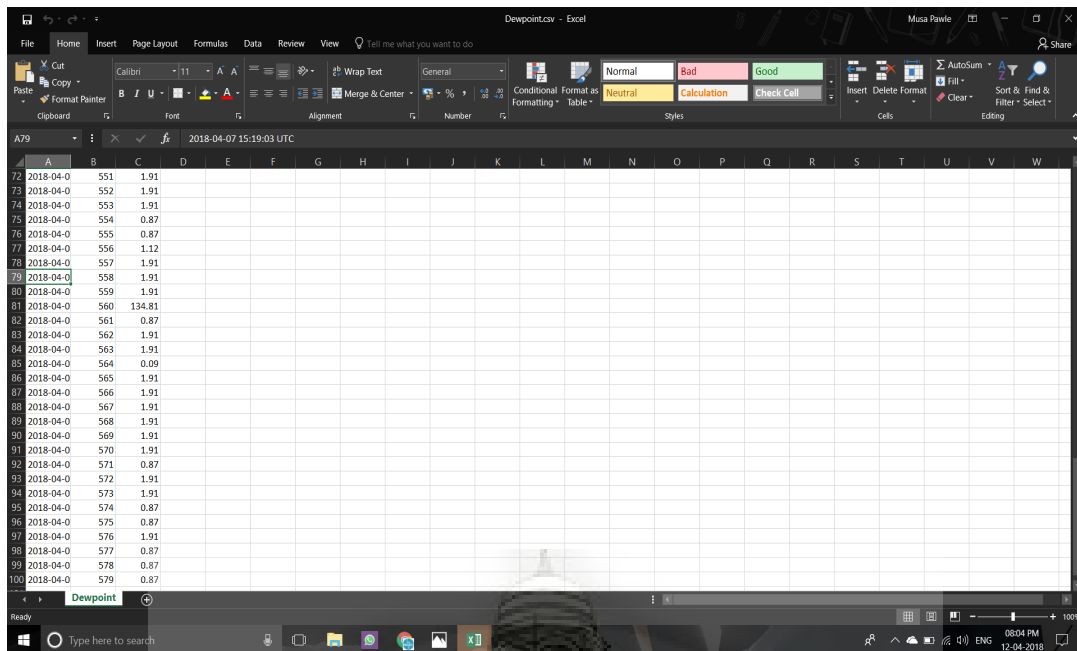 Dewpoint.csv - Excel
Musa Pawle
File Home Insert Page Layout Formulas Data Review View Tell me what you want to do
Share
Paste
Cut
Copy
Format Painter
Clipboard
Calibri 11 A A
B I U A
Font
Wrap Text
Merge & Center
Alignment
General
% ,
Number
Conditional Formatting
Format as Table
Normal Bad Good
Neutral Calculation Check Cell
Styles
Insert Delete Format
Cells
AutoSum
Fill
Clear
Sort & Filter
Find & Select
Editing
A79 fx 2018-04-07 15:19:03 UTC
A B C D E F G H I J K L M N O P Q R S T U V W
72 2018-04-0 551 1.91
73 2018-04-0 552 1.91
74 2018-04-0 553 1.91
75 2018-04-0 554 0.87
76 2018-04-0 555 0.87
77 2018-04-0 556 1.12
78 2018-04-0 557 1.91
79 2018-04-0 558 1.91
80 2018-04-0 559 1.91
81 2018-04-0 560 134.81
82 2018-04-0 561 0.87
83 2018-04-0 562 1.91
84 2018-04-0 563 1.91
85 2018-04-0 564 0.09
86 2018-04-0 565 1.91
87 2018-04-0 566 1.91
88 2018-04-0 567 1.91
89 2018-04-0 568 1.91
90 2018-04-0 569 1.91
91 2018-04-0 570 1.91
92 2018-04-0 571 0.87
93 2018-04-0 572 1.91
94 2018-04-0 573 1.91
95 2018-04-0 574 0.87
96 2018-04-0 575 0.87
97 2018-04-0 576 1.91
98 2018-04-0 577 0.87
99 2018-04-0 578 0.87
100 2018-04-0 579 0.87
Dewpoint
Ready
100%
Type here to search
ENG
08:04 PM
12-04-2018